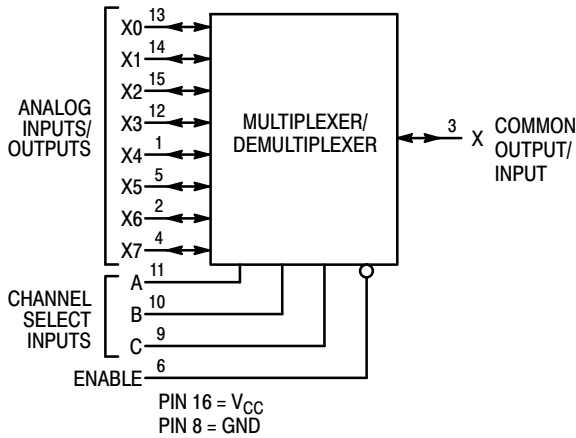 X0 13
X1 14
X2 15
X3 12
X4 1
X5 5
X6 2
X7 4
ANALOG
INPUTS/
OUTPUTS
MULTIPLEXER/
DEMULTIPLEXER
3 X COMMON
OUTPUT/
INPUT
A 11
B 10
C 9
CHANNEL
SELECT
INPUTS
ENABLE 6
PIN 16 = VCC
PIN 8 = GND